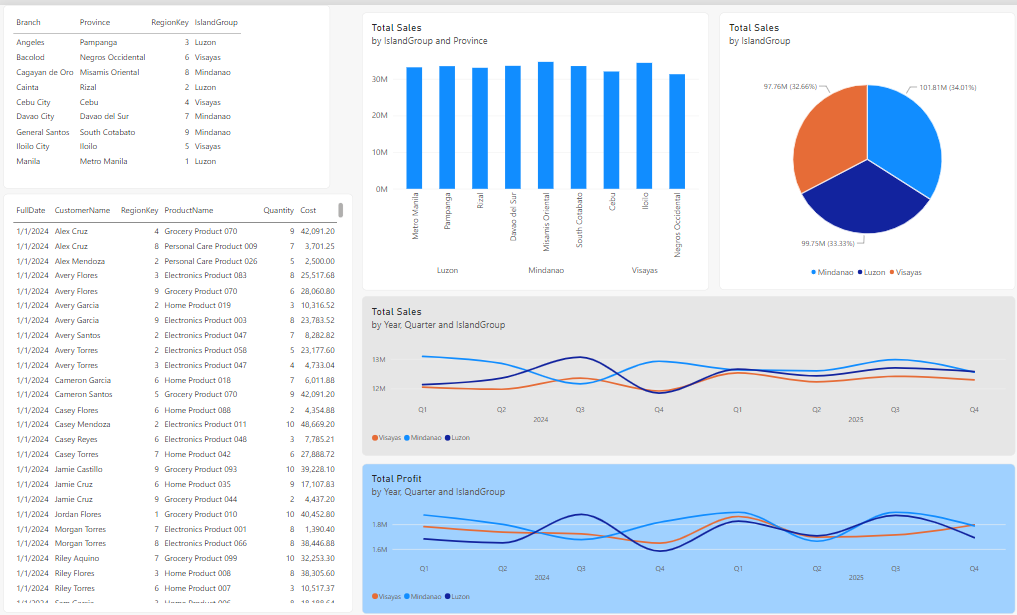 Branch Province RegionKey IslandGroup
Angeles Pampanga 3 Luzon
Bacolod Negros Occidental 6 Visayas
Cagayan de Oro Misamis Oriental 8 Mindanao
Cainta Rizal 2 Luzon
Cebu City Cebu 4 Visayas
Davao City Davao del Sur 7 Mindanao
General Santos South Cotabato 9 Mindanao
Iloilo City Iloilo 5 Visayas
Manila Metro Manila 1 Luzon
FullDate CustomerName RegionKey ProductName Quantity Cost
1/1/2024 Alex Cruz 4 Grocery Product 070 9 42,091.20
1/1/2024 Alex Cruz 8 Personal Care Product 009 7 3,701.25
1/1/2024 Alex Mendoza 2 Personal Care Product 026 5 2,500.00
1/1/2024 Avery Flores 3 Electronics Product 083 8 25,517.68
1/1/2024 Avery Flores 9 Grocery Product 070 6 28,060.80
1/1/2024 Avery Garcia 2 Home Product 019 3 10,316.52
1/1/2024 Avery Garcia 9 Electronics Product 003 8 23,783.52
1/1/2024 Avery Santos 2 Electronics Product 047 7 8,282.82
1/1/2024 Avery Torres 2 Electronics Product 058 5 23,177.60
1/1/2024 Avery Torres 3 Electronics Product 047 4 4,733.04
1/1/2024 Cameron Garcia 6 Home Product 018 7 6,011.88
1/1/2024 Cameron Santos 5 Grocery Product 070 9 42,091.20
1/1/2024 Casey Flores 6 Home Product 088 2 4,354.88
1/1/2024 Casey Mendoza 2 Electronics Product 011 10 48,669.20
1/1/2024 Casey Reyes 6 Electronics Product 048 3 7,785.21
1/1/2024 Casey Torres 7 Home Product 042 6 27,888.72
1/1/2024 Jamie Castillo 9 Grocery Product 093 10 39,228.10
1/1/2024 Jamie Cruz 6 Home Product 035 9 17,107.83
1/1/2024 Jamie Cruz 9 Grocery Product 044 2 4,437.20
1/1/2024 Jordan Flores 1 Grocery Product 010 10 40,452.80
1/1/2024 Morgan Torres 7 Electronics Product 001 8 1,390.40
1/1/2024 Morgan Torres 8 Electronics Product 066 8 38,446.88
1/1/2024 Riley Aquino 7 Grocery Product 099 10 32,253.30
1/1/2024 Riley Flores 3 Home Product 008 8 38,305.60
1/1/2024 Riley Torres 6 Home Product 007 3 10,517.37
Total Sales
by IslandGroup and Province
30M
20M
10M
0M
Metro Manila
Pampanga
Rizal
Davao del Sur
Misamis Oriental
South Cotabato
Cebu
Iloilo
Negros Occidental
Luzon Mindanao Visayas
Total Sales
by IslandGroup
97.76M (32.66%)
101.81M (34.01%)
99.75M (33.33%)
Mindanao Luzon Visayas
Total Sales
by Year, Quarter and IslandGroup
13M
12M
Q1 Q2 Q3 Q4 Q1 Q2 Q3 Q4
2024 2025
Visayas Mindanao Luzon
Total Profit
by Year, Quarter and IslandGroup
1.8M
1.6M
Q1 Q2 Q3 Q4 Q1 Q2 Q3 Q4
2024 2025
Visayas Mindanao Luzon